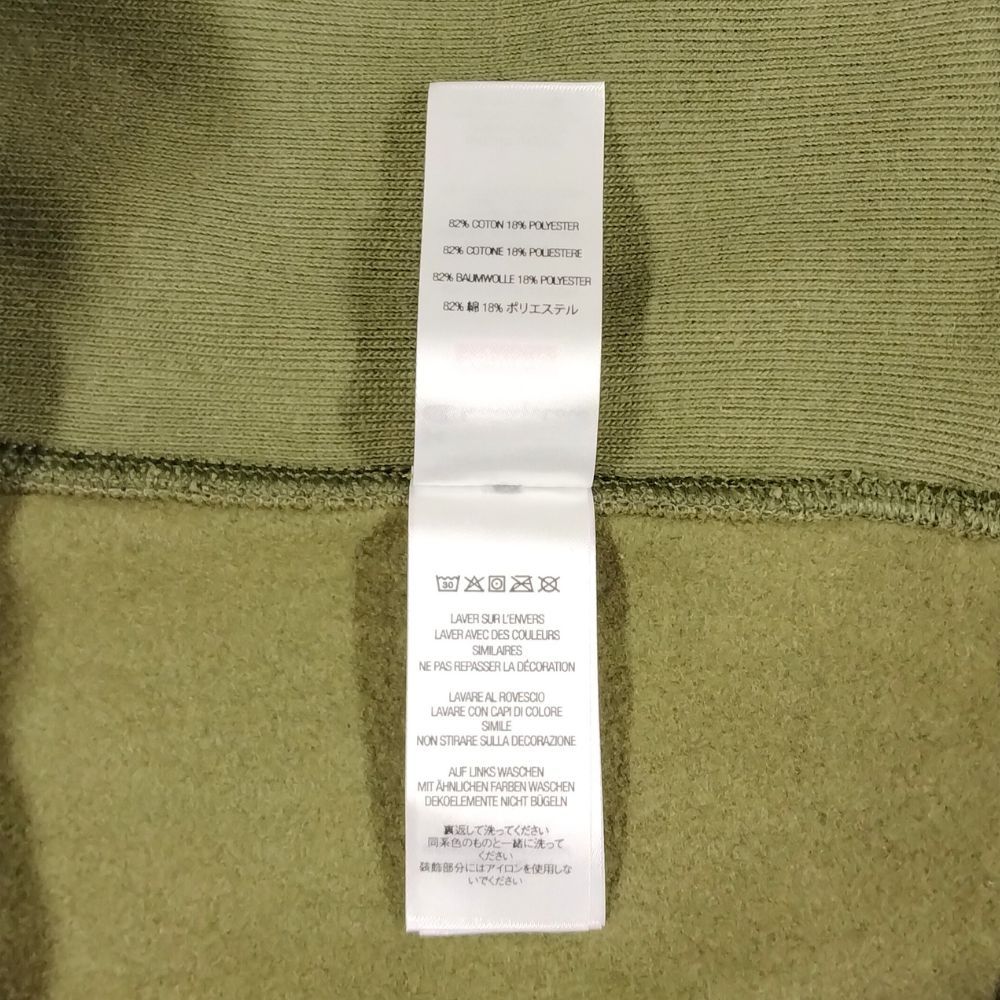 82% COTON 18% POLYESTER
82% COTONE 18% POLIESTERE
82% BAUMWOLLE 18% POLYESTER
82% 綿 18% ポリエステル
30
LAVER SUR L'ENVERS
LAVER AVEC DES COULEURS
SIMILAIRES
NE PAS REPASSER LA DÉCORATION
LAVARE AL ROVESCIO
LAVARE CON CAPI DI COLORE
SIMILE
NON STIRARE SULLA DECORAZIONE
AUF LINKS WASCHEN
MIT ÄHNLICHEN FARBEN WASCHEN
DEKOELEMENTE NICHT BÜGELN
裏返して洗ってください
同系色のものと一緒に洗って
ください
装飾部分にはアイロンを使用しな
いでください